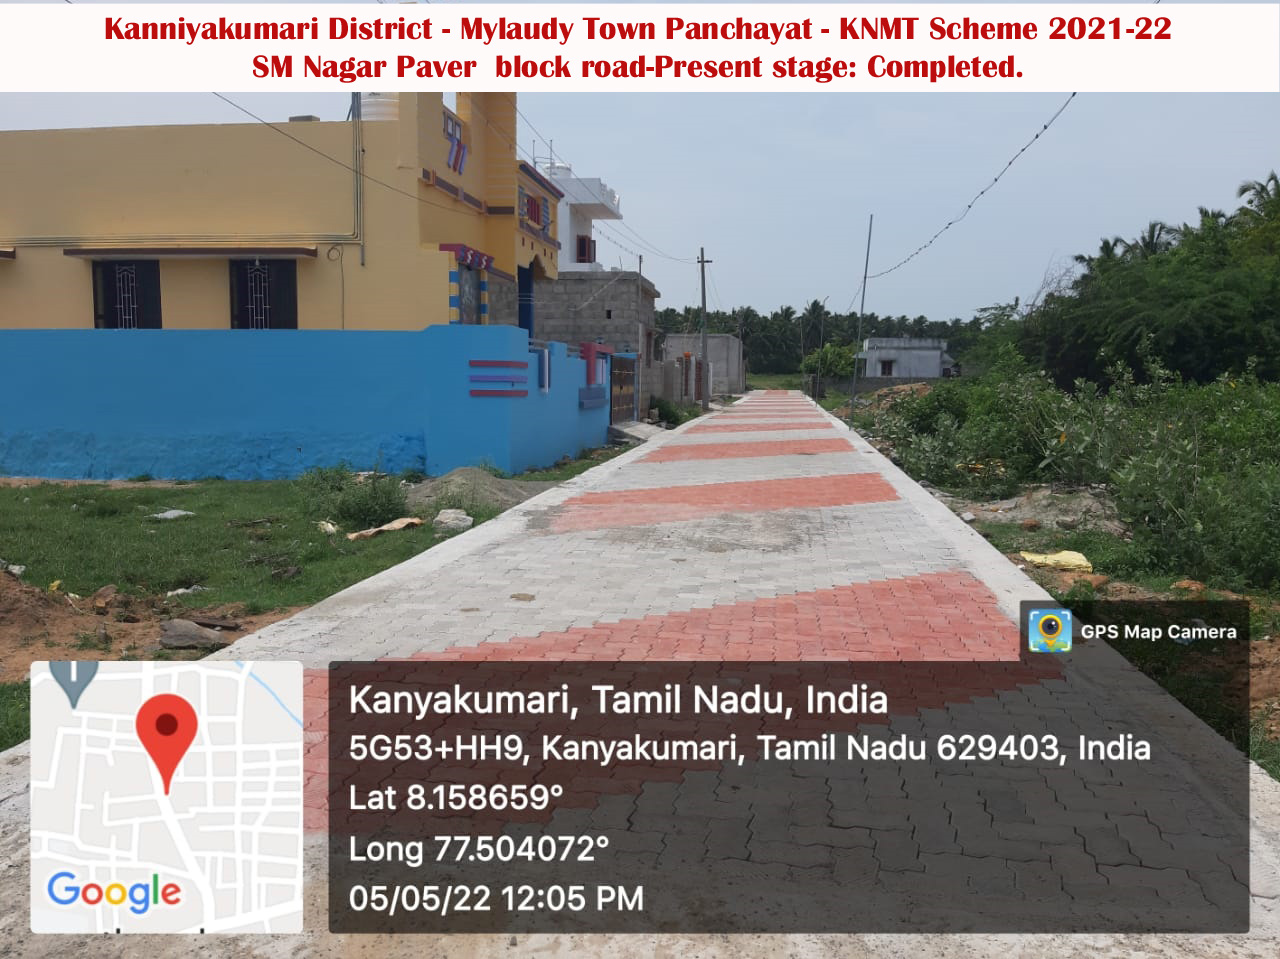 Kanniyakumari District - Mylaudy Town Panchayat - KNMT Scheme 2021-22
SM Nagar Paver block road-Present stage: Completed.
GPS Map Camera
Kanyakumari, Tamil Nadu, India
5G53+HH9, Kanyakumari, Tamil Nadu 629403, India
Lat 8.158659°
Long 77.504072°
05/05/22 12:05 PM
Google